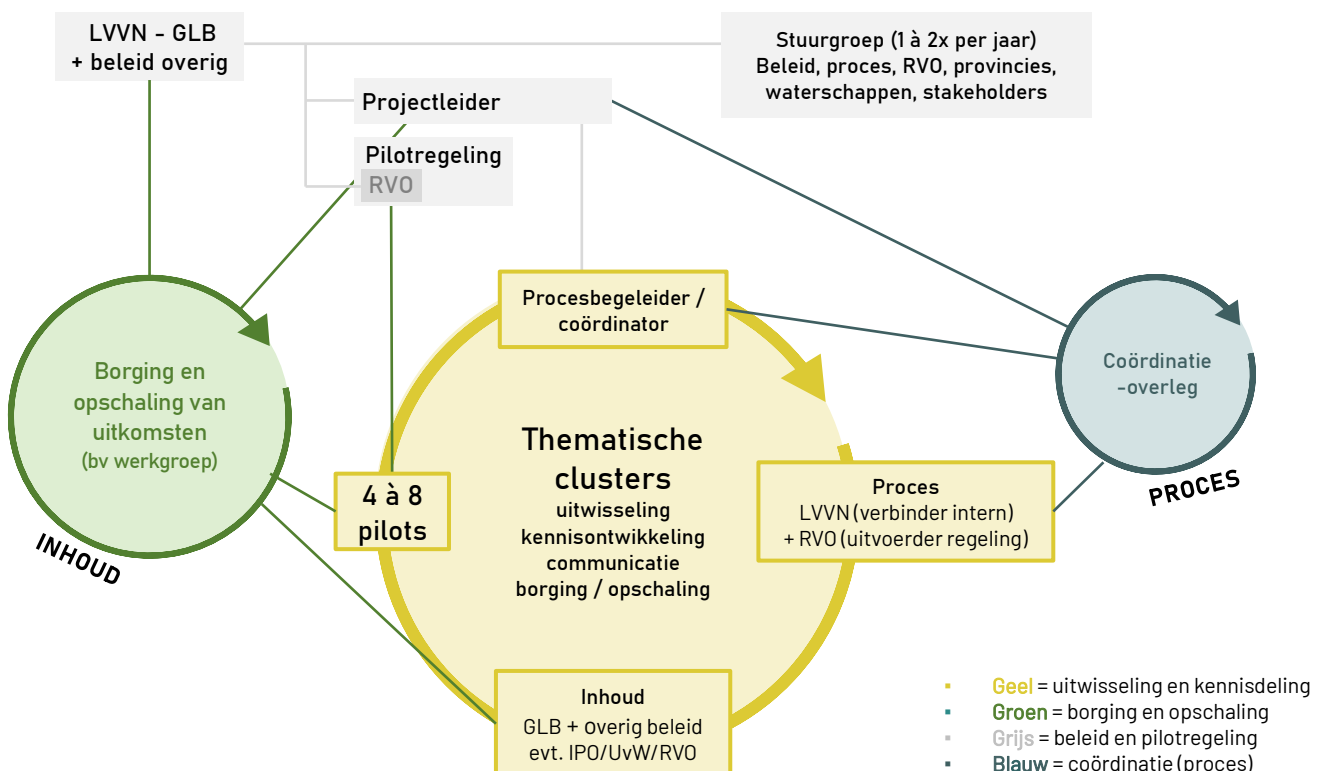 LVVN - GLB
+ beleid overig
Stuurgroep (1 à 2x per jaar)
Beleid, proces, RVO, provincies,
waterschappen, stakeholders
Projectleider
Pilotregeling
RVO
Procesbegeleider /
coördinator
Borging en
opschaling van
uitkomsten
(bv werkgroep)
INHOUD
Coördinatie
-overleg
PROCES
Thematische
clusters
uitwisseling
kennisontwikkeling
communicatie
borging / opschaling
4 à 8
pilots
Proces
LVVN (verbinder intern)
+ RVO (uitvoerder regeling)
Inhoud
GLB + overig beleid
evt. IPO/UvW/RVO
▪ Geel = uitwisseling en kennisdeling
▪ Groen = borging en opschaling
▪ Grijs = beleid en pilotregeling
▪ Blauw = coördinatie (proces)